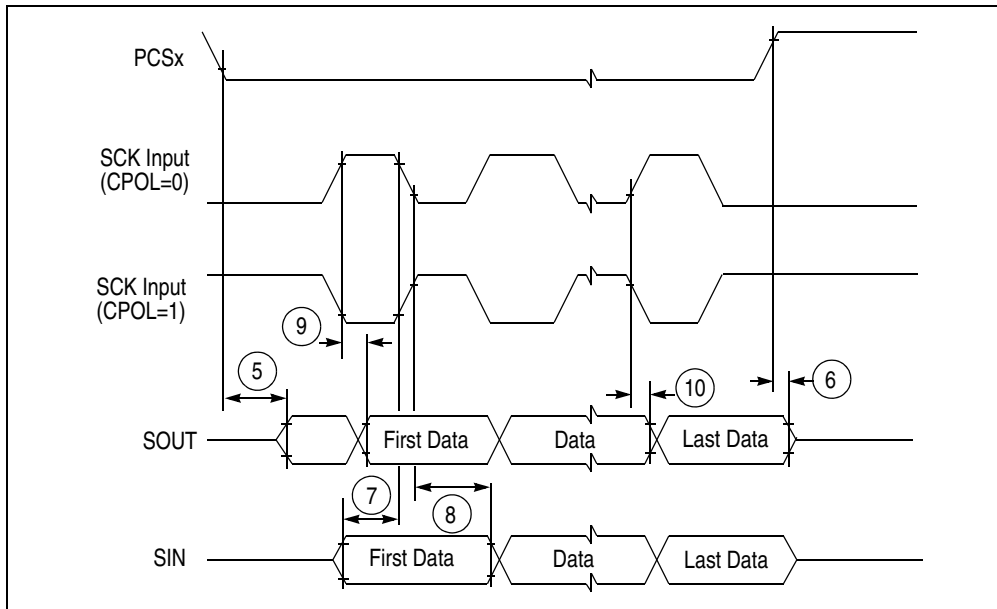 PCSx
SCK Input
(CPOL=0)
SCK Input
(CPOL=1)
9
5
10
6
SOUT
First Data
Data
Last Data
7
8
SIN
First Data
Data
Last Data